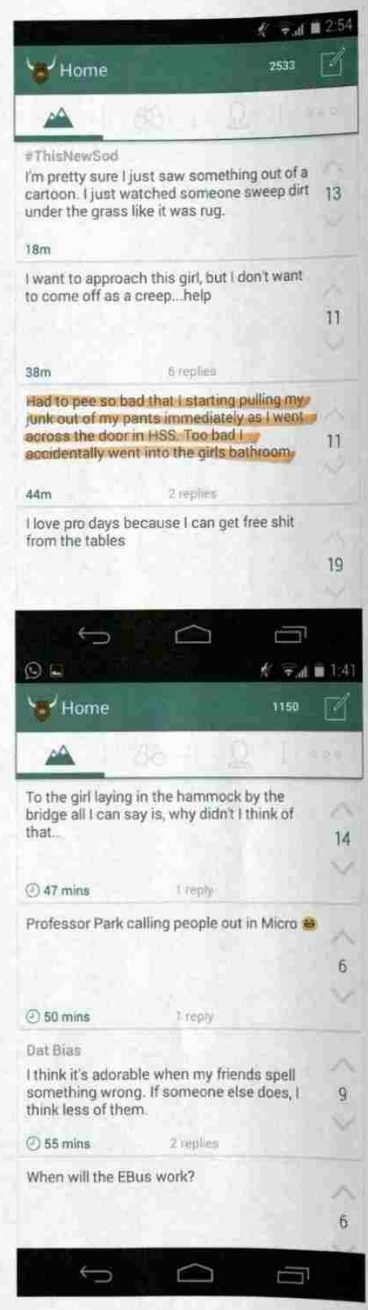 2:54
Home
2533
#ThisNewSod
I'm pretty sure I just saw something out of a
cartoon. I just watched someone sweep dirt
under the grass like it was rug.
13
18m
I want to approach this girl, but I don't want
to come off as a creep...help
11
38m 6 replies
Had to pee so bad that I starting pulling my
junk out of my pants immediately as I went
across the door in HSS. Too bad I
accidentally went into the girls bathroom.
11
44m 2 replies
I love pro days because I can get free shit
from the tables
19
1:41
Home
1150
To the girl laying in the hammock by the
bridge all I can say is, why didn't I think of
that..
14
47 mins 1 reply
Professor Park calling people out in Micro 😄
6
50 mins 1 reply
Dat Bias
I think it's adorable when my friends spell
something wrong. If someone else does, I
think less of them.
9
55 mins 2 replies
When will the EBus work?
6